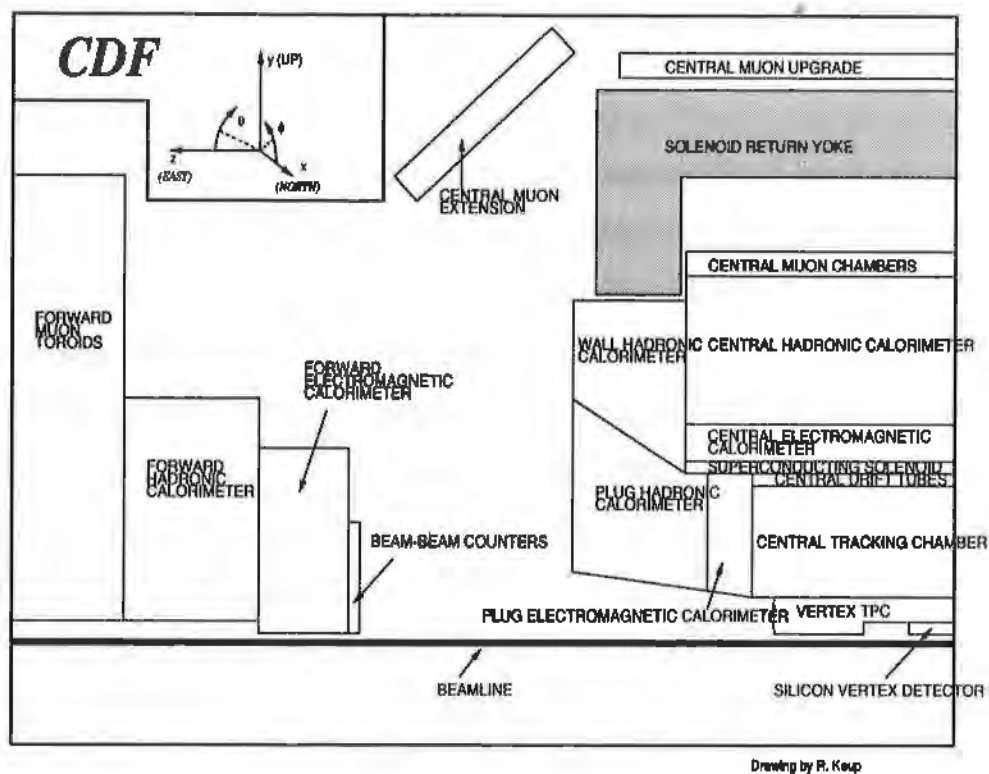 CDF
y (UP)
θ
ϕ
z
(EAST)
x
(NORTH)
CENTRAL MUON
EXTENSION
CENTRAL MUON UPGRADE
SOLENOID RETURN YOKE
CENTRAL MUON CHAMBERS
FORWARD
MUON
TOROIDS
WALL HADRONIC
CALORIMETER
CENTRAL HADRONIC CALORIMETER
FORWARD
ELECTROMAGNETIC
CALORIMETER
CENTRAL ELECTROMAGNETIC
CALORIMETER
SUPERCONDUCTING SOLENOID
CENTRAL DRIFT TUBES
FORWARD
HADRONIC
CALORIMETER
PLUG HADRONIC
CALORIMETER
BEAM-BEAM COUNTERS
CENTRAL TRACKING CHAMBER
PLUG ELECTROMAGNETIC CALORIMETER
VERTEX TPC
BEAMLINE
SILICON VERTEX DETECTOR
Drawing by R. Keup